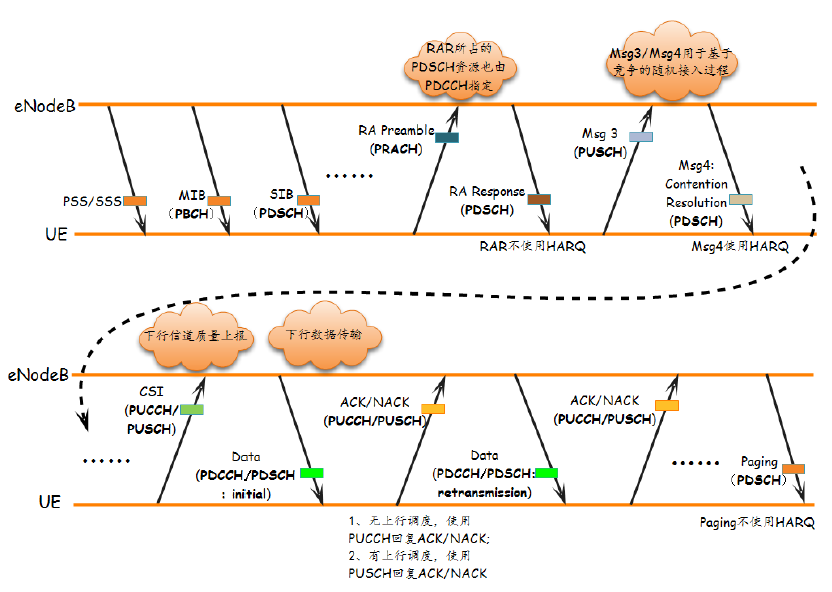 RAR所占的
PDSCH资源也由
PDCCH指定
Msg3/Msg4用于基于
竞争的随机接入过程
eNodeB
RA Preamble
(PRACH)
Msg 3
(PUSCH)
Msg4:
Contention
Resolution
(PDSCH)
......
PSS/SSS
MIB
(PBCH)
SIB
(PDSCH)
RA Response
(PDSCH)
UE
RAR不使用HARQ
Msg4使用HARQ
下行信道质量上报
下行数据传输
eNodeB
CSI
(PUCCH/
PUSCH)
ACK/NACK
(PUCCH/PUSCH)
ACK/NACK
(PUCCH/PUSCH)
......
Data
(PDCCH/PDSCH
: initial)
Data
(PDCCH/PDSCH:
retransmission)
......
Paging
(PDSCH)
UE
1、无上行调度，使用
PUCCH回复ACK/NACK;
2、有上行调度，使用
PUSCH回复ACK/NACK
Paging不使用HARQ